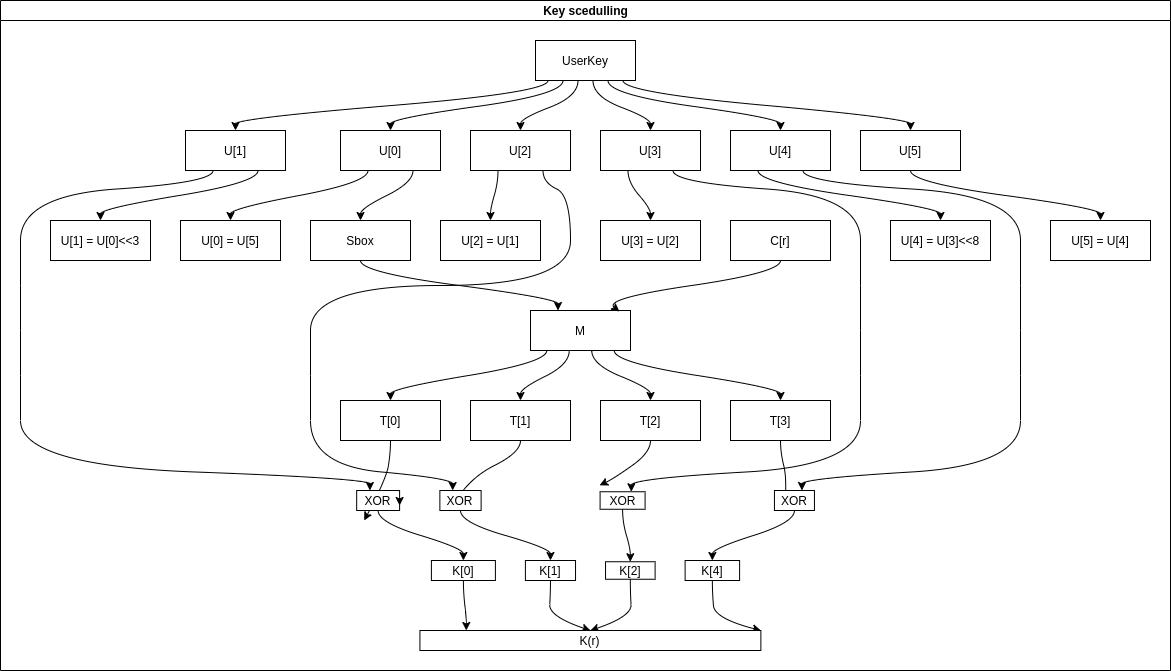 Key scedulling
UserKey
U[1]
U[0]
U[2]
U[3]
U[4]
U[5]
U[1] = U[0]<<3
U[0] = U[5]
Sbox
U[2] = U[1]
U[3] = U[2]
C[r]
U[4] = U[3]<<8
U[5] = U[4]
M
T[0]
T[1]
T[2]
T[3]
XOR
XOR
XOR
XOR
K[0]
K[1]
K[2]
K[4]
K(r)